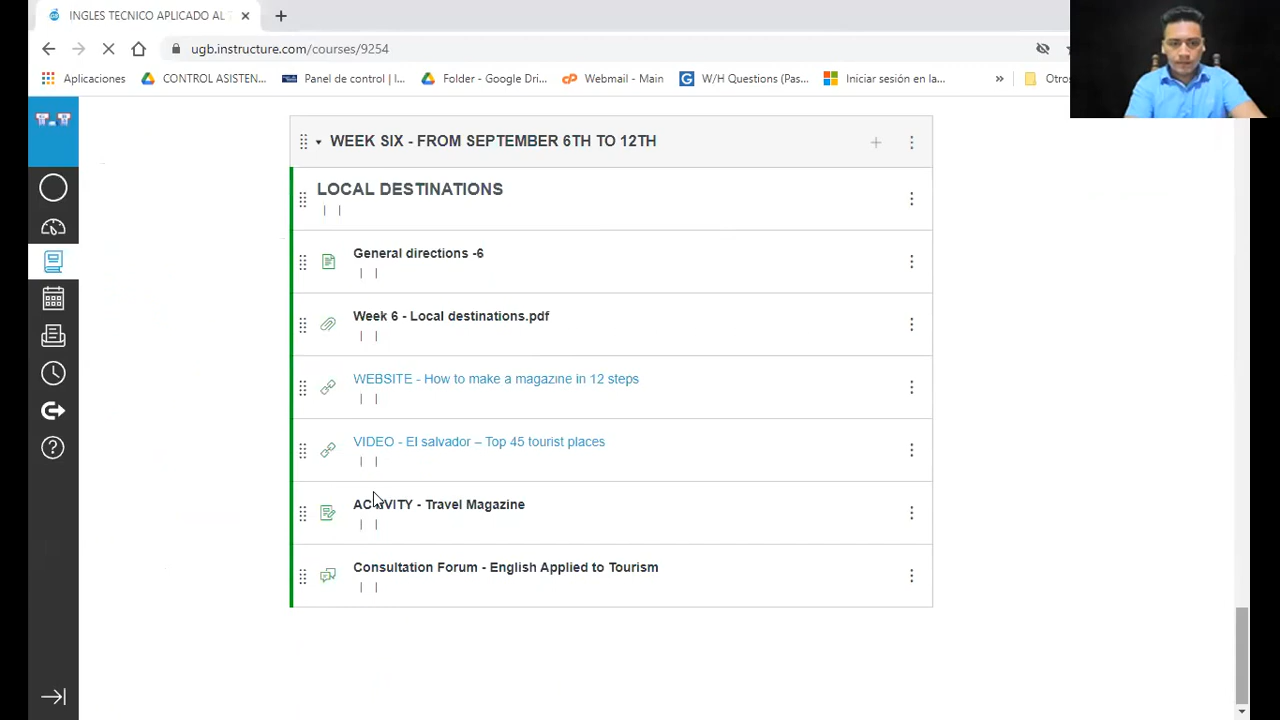 INGLES TECNICO APLICADO AL
ugb.instructure.com/courses/9254
Aplicaciones
CONTROL ASISTEN...
Panel de control | I...
Folder - Google Dri...
Webmail - Main
W/H Questions (Pas...
Iniciar sesión en la...
»
Otros
WEEK SIX - FROM SEPTEMBER 6TH TO 12TH
LOCAL DESTINATIONS
| |
General directions -6
| |
Week 6 - Local destinations.pdf
| |
WEBSITE - How to make a magazine in 12 steps
| |
VIDEO - El salvador – Top 45 tourist places
| |
ACTIVITY - Travel Magazine
| |
Consultation Forum - English Applied to Tourism
| |